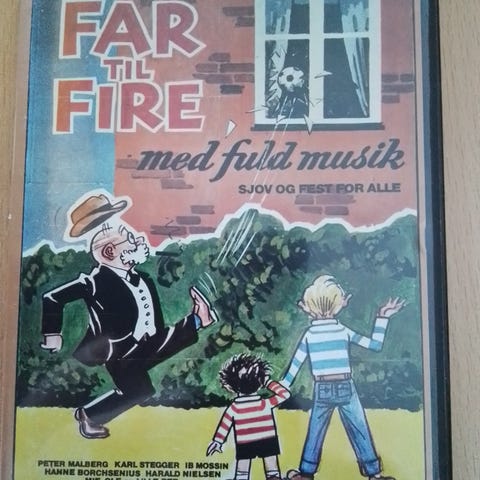 FAR
TIL
FIRE
med fuld musik
SJOV OG FEST FOR ALLE
PETER MALBERG KARL STEGGER IB MOSSIN
HANNE BORCHSENIUS HARALD NIELSEN